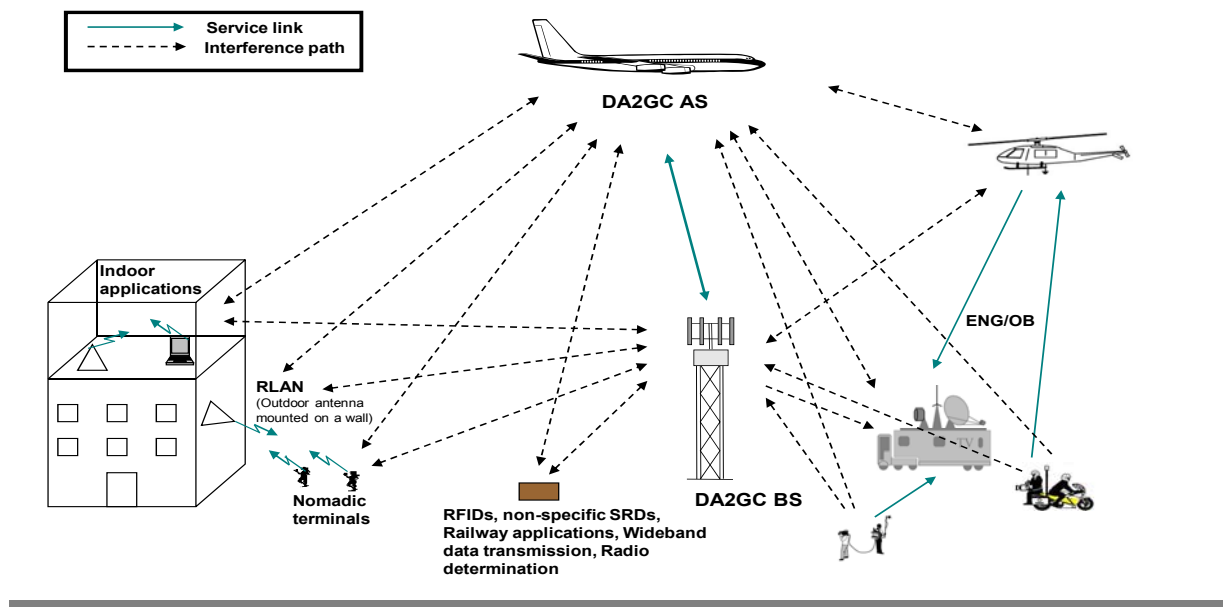 Service link
Interference path
DA2GC AS
Indoor
applications
ENG/OB
RLAN
(Outdoor antenna
mounted on a wall)
TV
Nomadic
terminals
DA2GC BS
RFIDs, non-specific SRDs,
Railway applications, Wideband
data transmission, Radio
determination